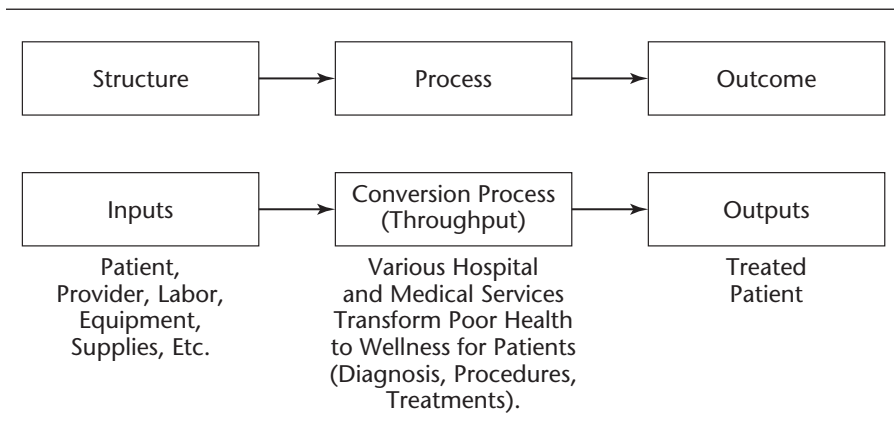 Structure
Process
Outcome
Inputs
Conversion Process
(Throughput)
Outputs
Patient,
Provider, Labor,
Equipment,
Supplies, Etc.
Various Hospital
and Medical Services
Transform Poor Health
to Wellness for Patients
(Diagnosis, Procedures,
Treatments).
Treated
Patient